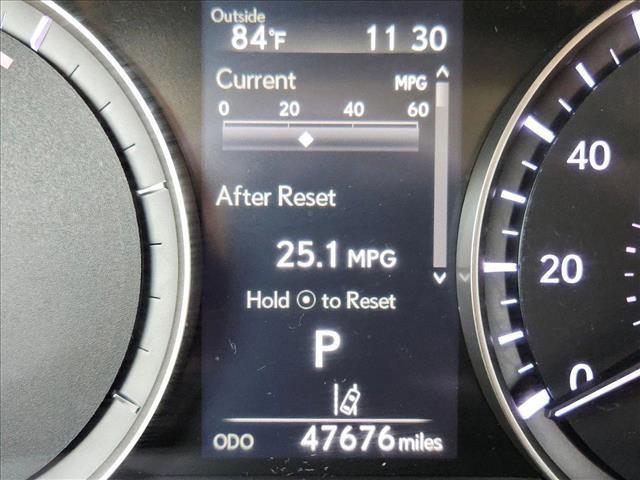 Outside
84°F 11 30
Current MPG
0 20 40 60
After Reset
25.1 MPG
Hold ⊙ to Reset
P
ODO 47676 miles
40
20
0